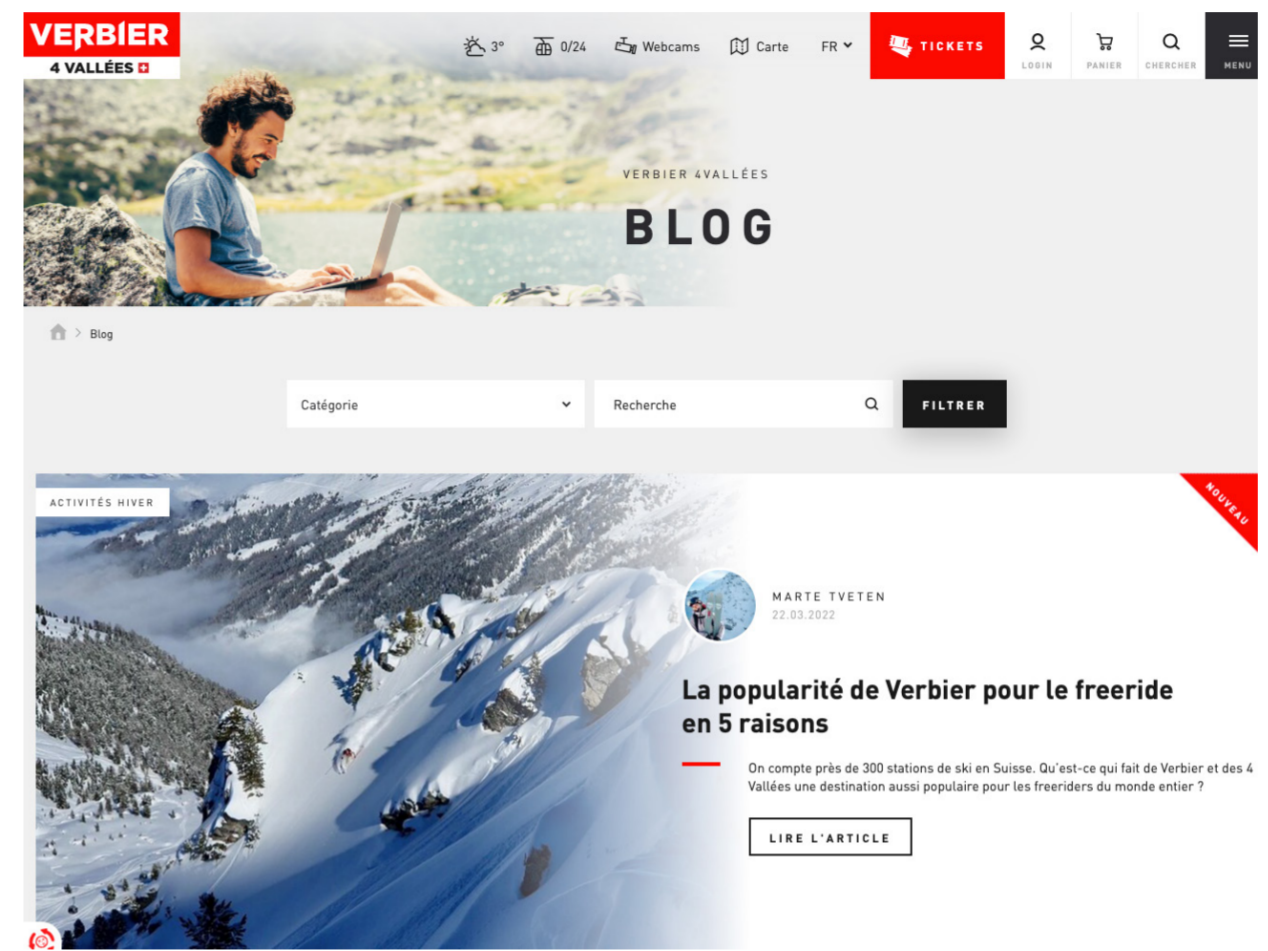 VERBIER
4 VALLÉES
3° 0/24 Webcams Carte FR TICKETS LOGIN PANIER CHERCHER MENU
VERBIER 4VALLÉES
BLOG
> Blog
Catégorie Recherche FILTRER
ACTIVITÉS HIVER
NOUVEAU
MARTE TVETEN
22.03.2022
La popularité de Verbier pour le freeride
en 5 raisons
On compte près de 300 stations de ski en Suisse. Qu'est-ce qui fait de Verbier et des 4
Vallées une destination aussi populaire pour les freeriders du monde entier ?
LIRE L'ARTICLE